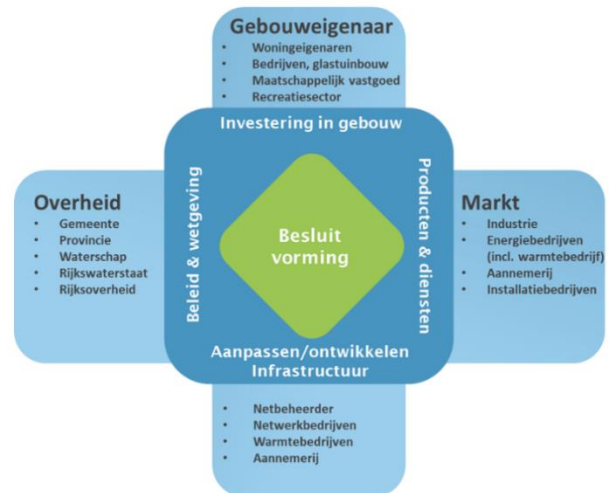 Gebouweigenaar
• Woningeigenaren
• Bedrijven, glastuinbouw
• Maatschappelijk vastgoed
• Recreatiesector
Investering in gebouw
Overheid
• Gemeente
• Provincie
• Waterschap
• Rijkswaterstaat
• Rijksoverheid
Beleid & wetgeving
Besluit
vorming
Producten & diensten
Markt
• Industrie
• Energiebedrijven
(incl. warmtebedrijf)
• Aannemerij
• Installatiebedrijven
Aanpassen/ontwikkelen
Infrastructuur
• Netbeheerder
• Netwerkbedrijven
• Warmtebedrijven
• Aannemerij